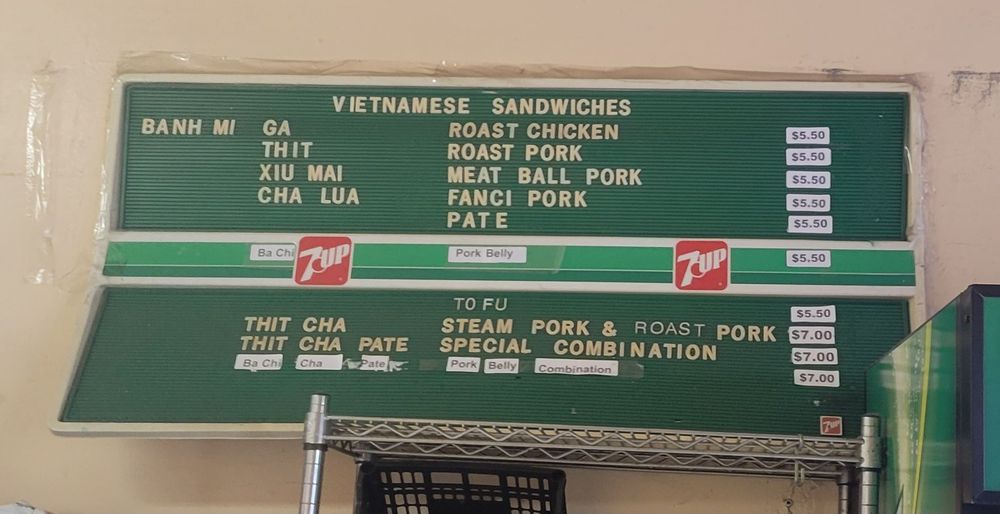 VIETNAMESE SANDWICHES
BANH MI GA ROAST CHICKEN $5.50
THIT ROAST PORK $5.50
XIU MAI MEAT BALL PORK $5.50
CHA LUA FANCI PORK $5.50
PATE $5.50
Ba Chi 7UP Pork Belly 7UP $5.50
TO FU $5.50
THIT CHA STEAM PORK & ROAST PORK $7.00
THIT CHA PATE SPECIAL COMBINATION $7.00
Ba Chi Cha Pate Pork Belly Combination $7.00
7UP